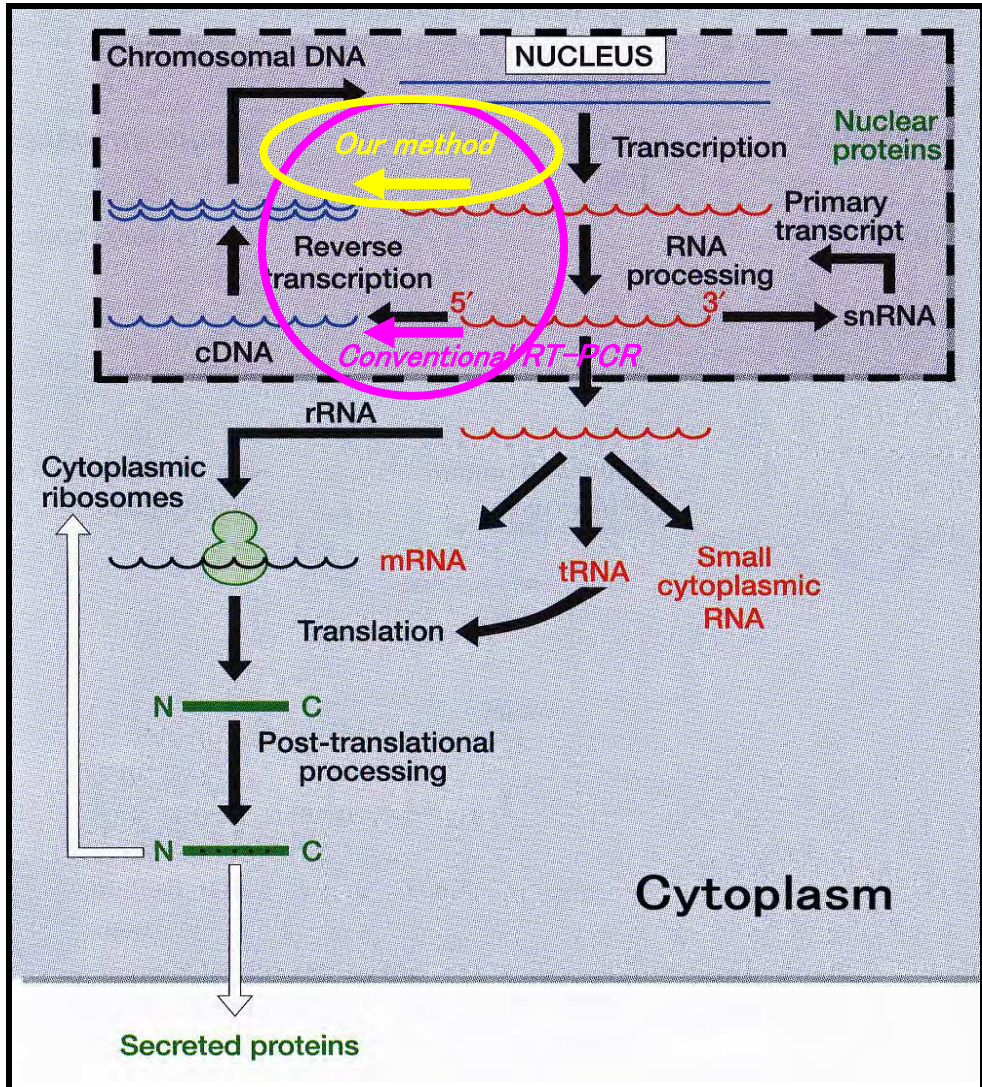 Chromosomal DNA
NUCLEUS
Our method
Transcription
Nuclear
proteins
Primary
transcript
Reverse
transcription
RNA
processing
5′
3′
snRNA
cDNA
Conventional RT-PCR
rRNA
Cytoplasmic
ribosomes
mRNA
tRNA
Small
cytoplasmic
RNA
Translation
N
C
Post-translational
processing
N
C
Cytoplasm
Secreted proteins